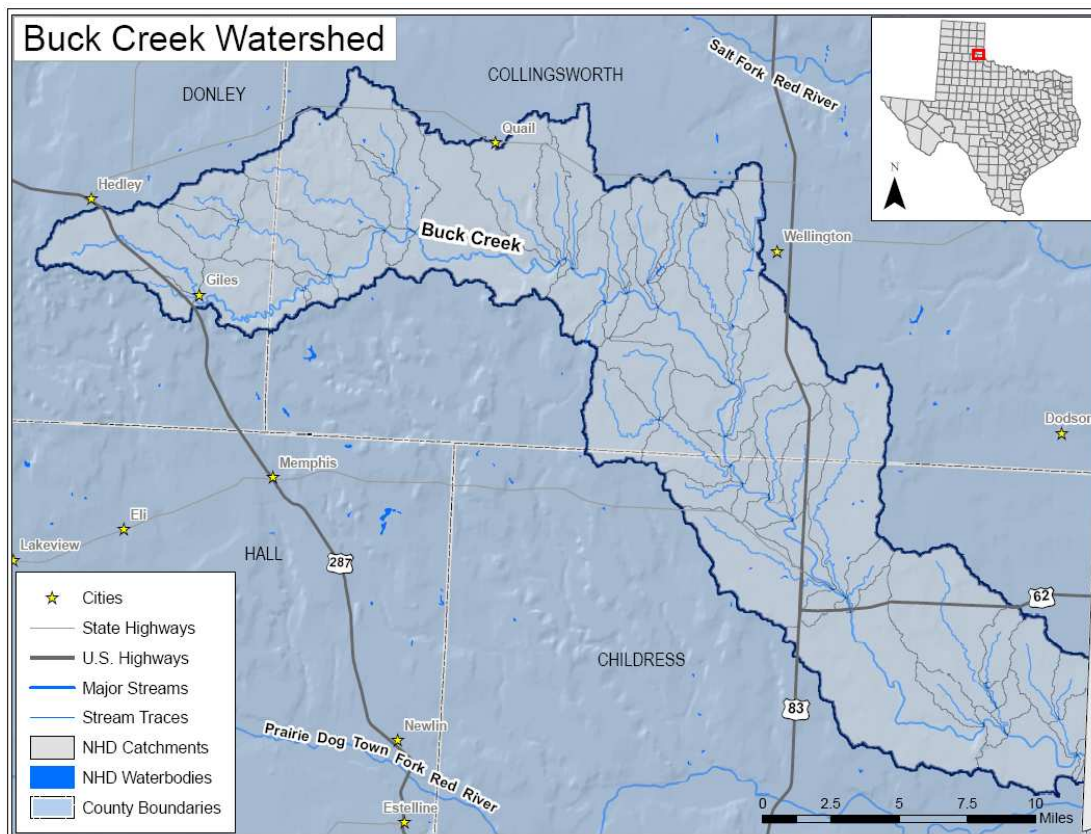 Buck Creek Watershed
DONLEY
COLLINGSWORTH
Salt Fork Red River
N
Quail
Hedley
Buck Creek
Wellington
Giles
Dodson
Memphis
Eli
Lakeview
HALL
287
62
CHILDRESS
83
Newlin
Prairie Dog Town Fork Red River
Estelline
Cities
State Highways
U.S. Highways
Major Streams
Stream Traces
NHD Catchments
NHD Waterbodies
County Boundaries
0 2.5 5 7.5 10
Miles